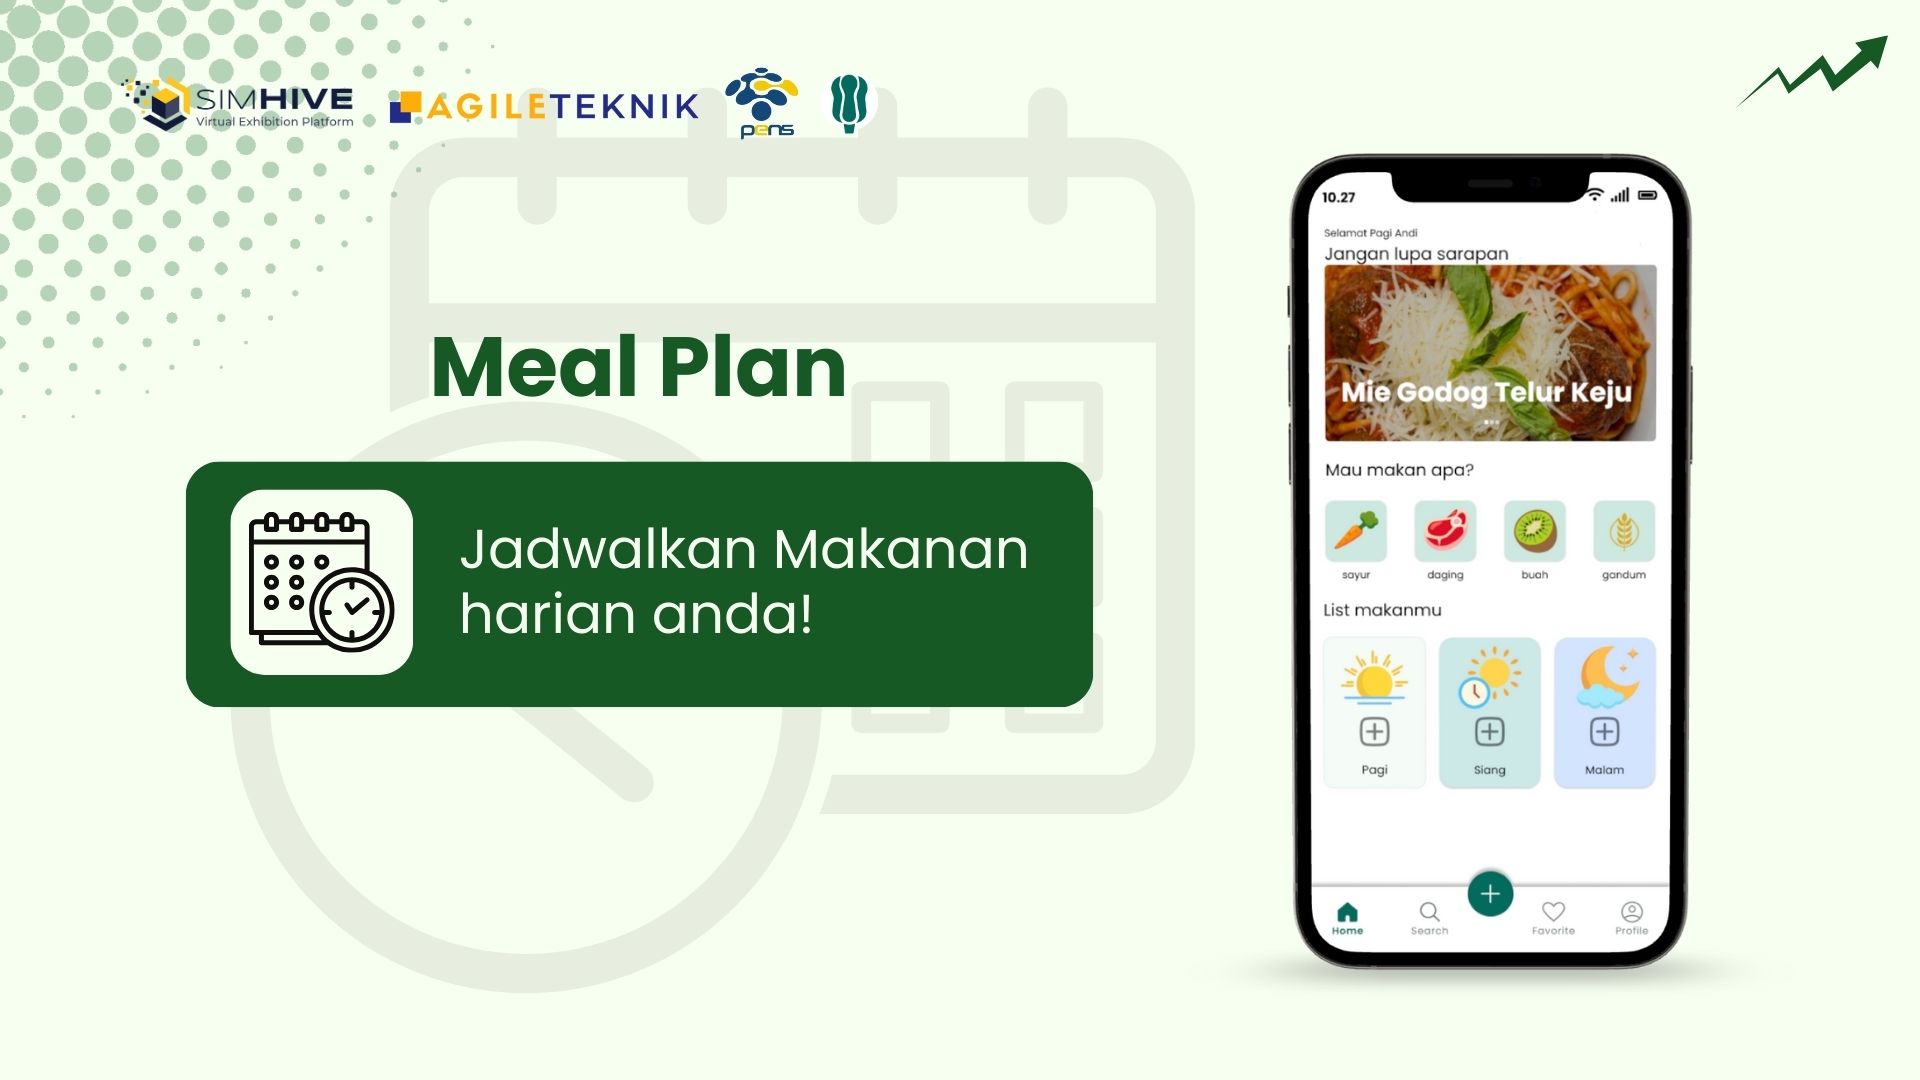 SIMHIVE
Virtual Exhibition Platform
AGILETEKNIK
pens
Meal Plan
Jadwalkan Makanan
harian anda!
10.27
Selamat Pagi Andi
Jangan lupa sarapan
Mie Godog Telur Keju
Mau makan apa?
sayur daging buah gandum
List makanmu
Pagi Siang Malam
Home Search Favorite Profile